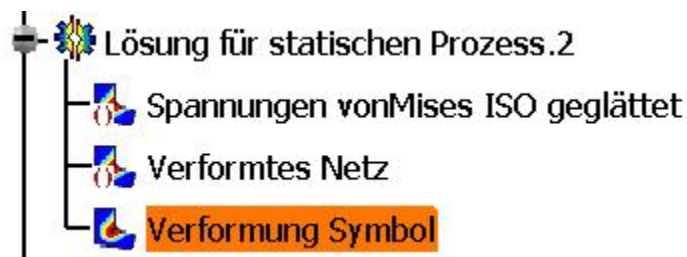 Lösung für statischen Prozess.2
Spannungen vonMises ISO geglättet
Verformtes Netz
Verformung Symbol